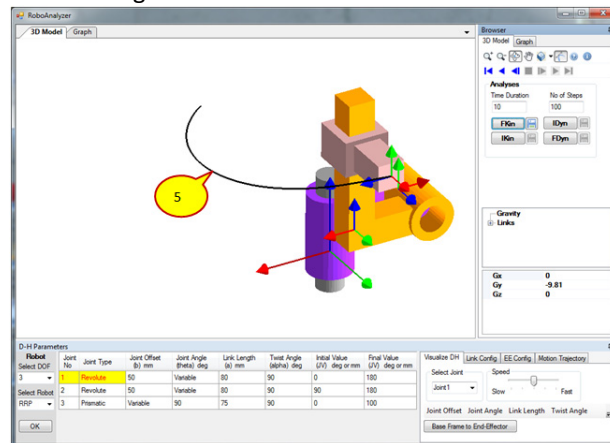 RoboAnalyzer
3D Model Graph
Browser
3D Model Graph
Analyses
Time Duration No of Steps
10 100
FKin IDyn
IKin FDyn
5
Gravity
Links
Gx 0
Gy -9.81
Gz 0
D-H Parameters
Robot
Select DOF
3
Select Robot
RRP
OK
Joint No Joint Type Joint Offset (b) mm Joint Angle (theta) deg Link Length (a) mm Twist Angle (alpha) deg Initial Value (JV) deg or mm Final Value (JV) deg or mm
1 Revolute 50 Variable 80 90 0 180
2 Revolute 50 Variable 80 90 90 180
3 Prismatic Variable 90 75 90 0 100
Visualize DH Link Config EE Config Motion Trajectory
Select Joint Speed
Joint1 Slow Fast
Joint Offset Joint Angle Link Length Twist Angle
Base Frame to End-Effector